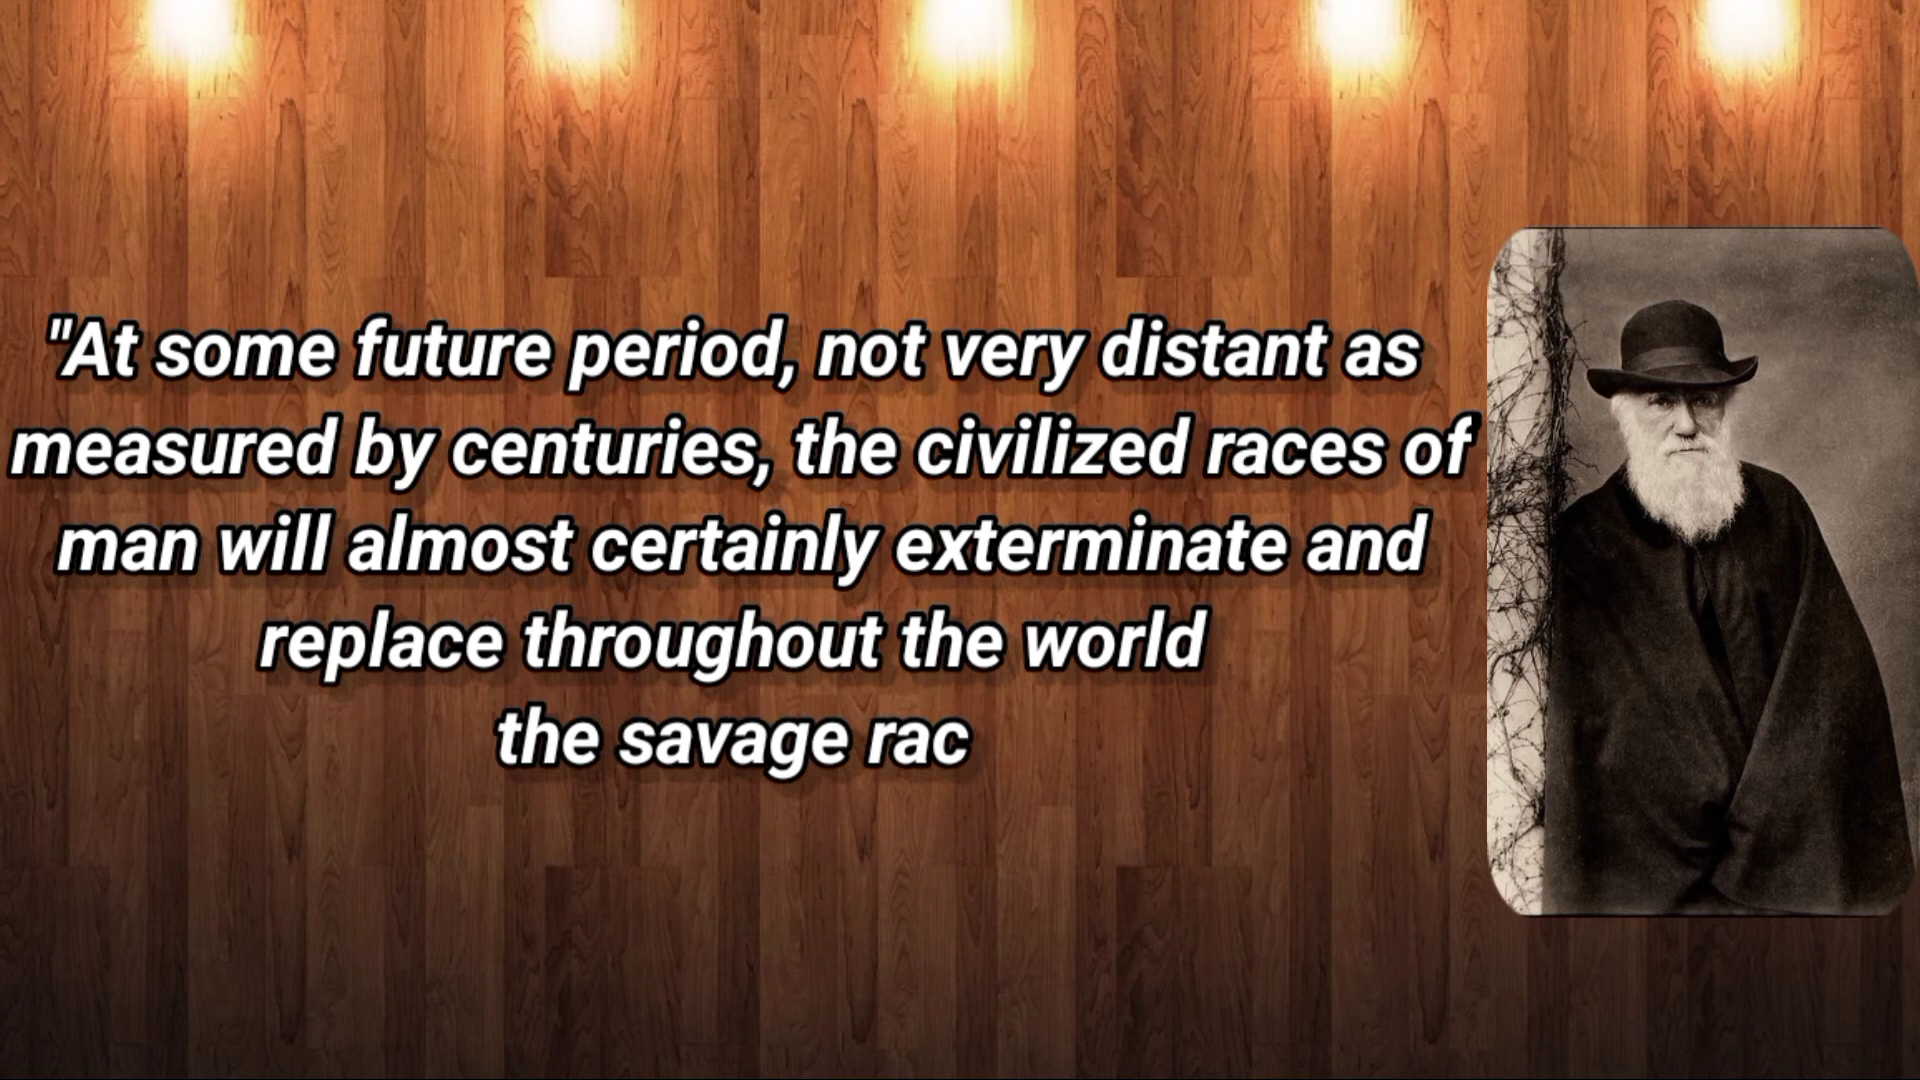 "At some future period, not very distant as
measured by centuries, the civilized races of
man will almost certainly exterminate and
replace throughout the world
the savage rac